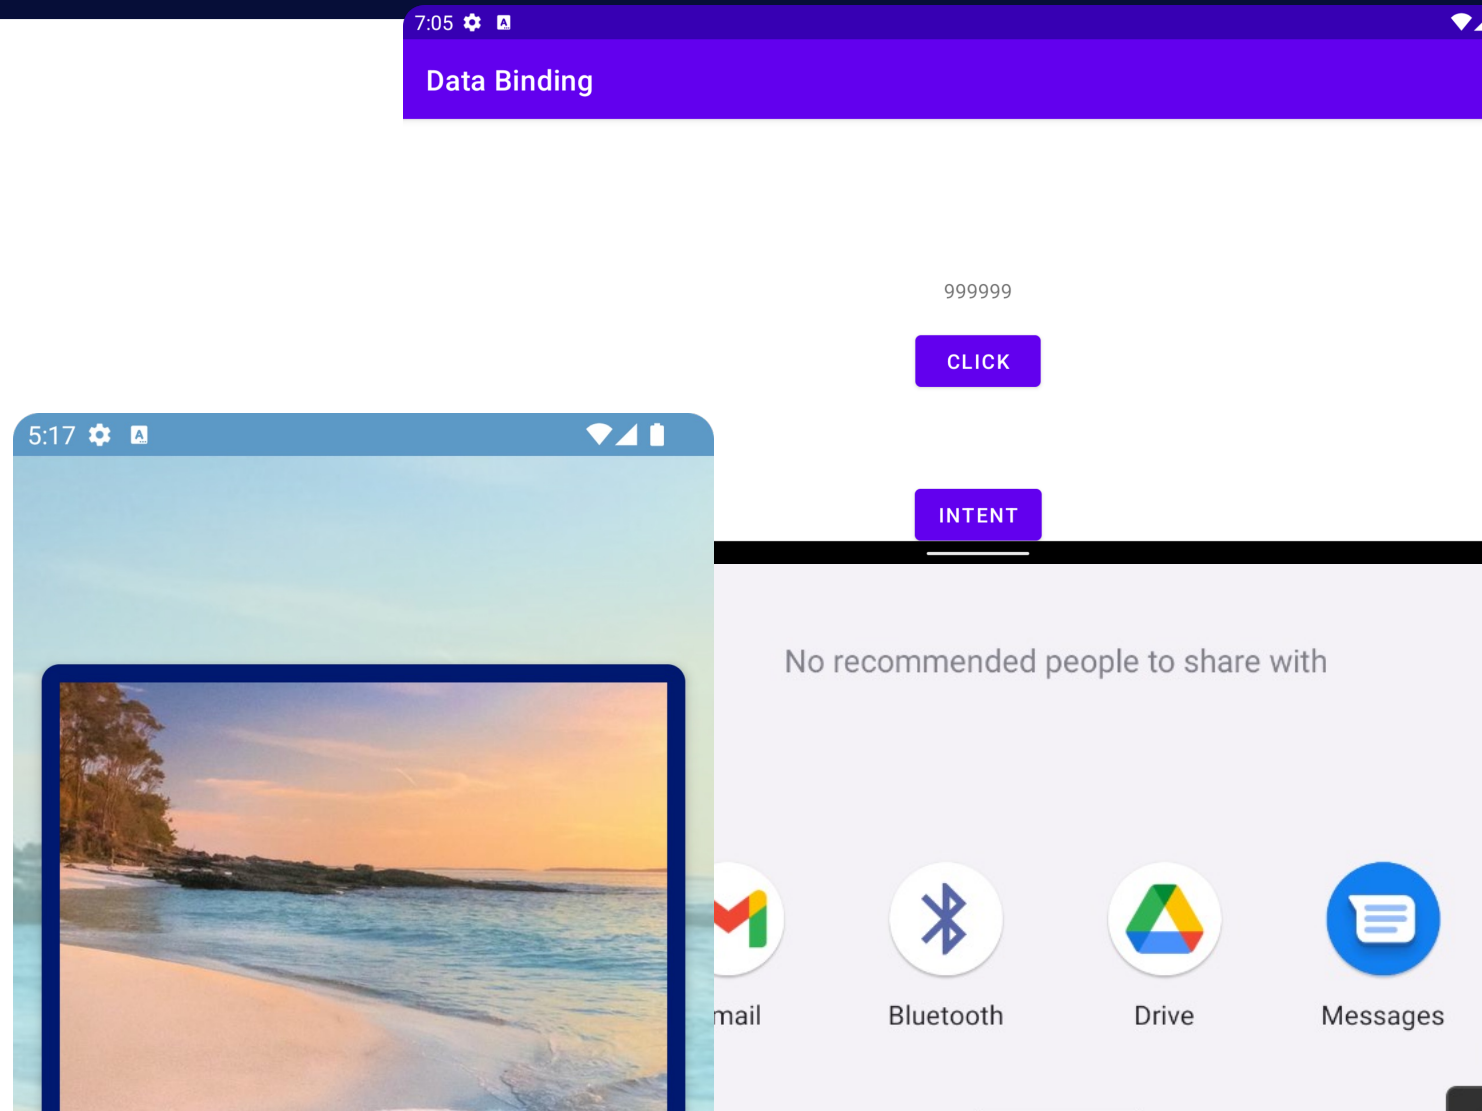 7:05
Data Binding
999999
CLICK
INTENT
5:17
No recommended people to share with
mail
Bluetooth
Drive
Messages